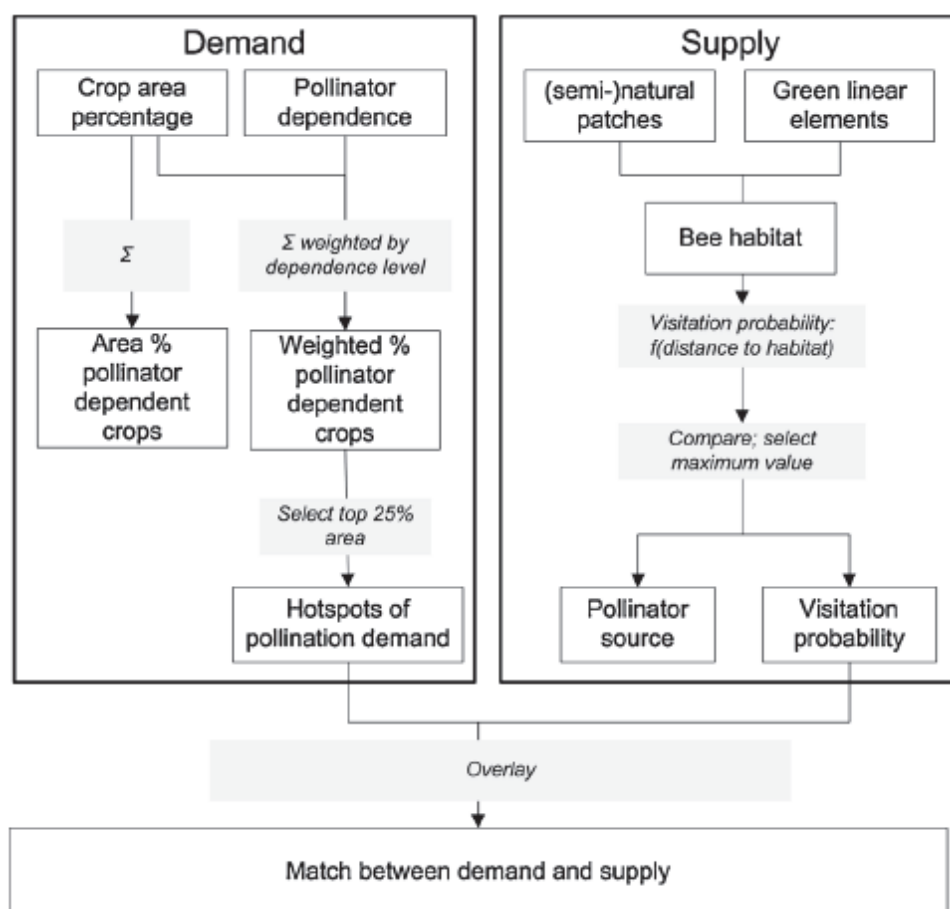 Demand
Crop area
percentage
Pollinator
dependence
Σ
Σ weighted by
dependence level
Area %
pollinator
dependent
crops
Weighted %
pollinator
dependent
crops
Select top 25%
area
Hotspots of
pollination demand
Supply
(semi-)natural
patches
Green linear
elements
Bee habitat
Visitation probability:
f(distance to habitat)
Compare; select
maximum value
Pollinator
source
Visitation
probability
Overlay
Match between demand and supply